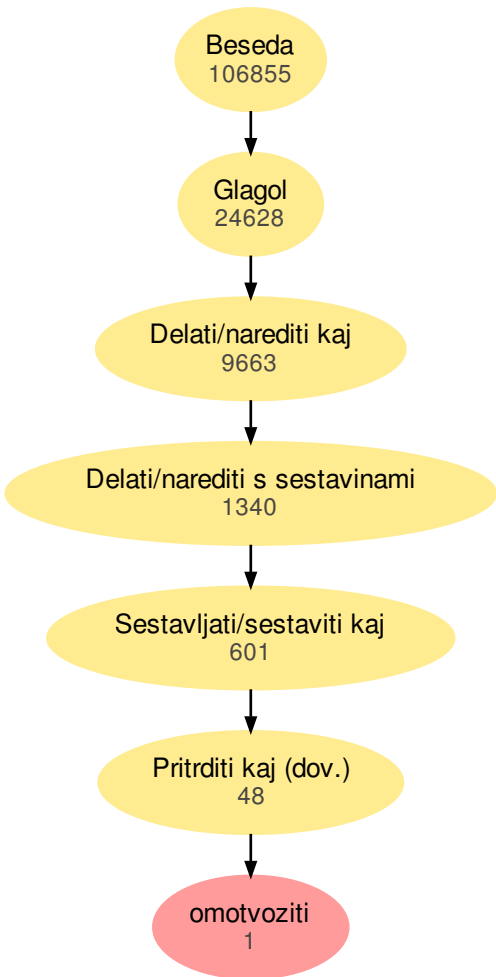 Beseda
106855
Glagol
24628
Delati/narediti kaj
9663
Delati/narediti s sestavinami
1340
Sestavljati/sestaviti kaj
601
Pritrditi kaj (dov.)
48
omotvoziti
1